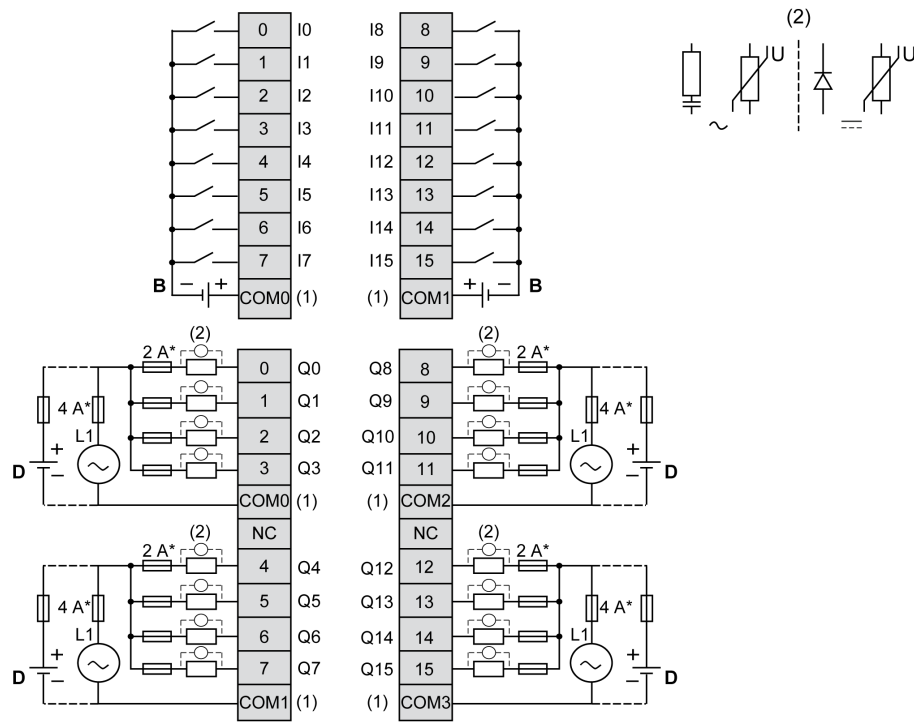 0 I0 I8 8 (2)
1 I1 I9 9 U U
2 I2 I10 10
3 I3 I11 11
4 I4 I12 12
5 I5 I13 13
6 I6 I14 14
7 I7 I15 15
B − + COM0 (1) (1) COM1 + − B
(2) (2)
2 A* 0 Q0 Q8 8 2 A*
4 A* 1 Q1 Q9 9 4 A*
L1 2 Q2 Q10 10 L1
D + − 3 Q3 Q11 11 + − D
COM0 (1) (1) COM2
NC NC
(2) (2)
2 A* 4 Q4 Q12 12 2 A*
4 A* 5 Q5 Q13 13 4 A*
L1 6 Q6 Q14 14 L1
D + − 7 Q7 Q15 15 + − D
COM1 (1) (1) COM3